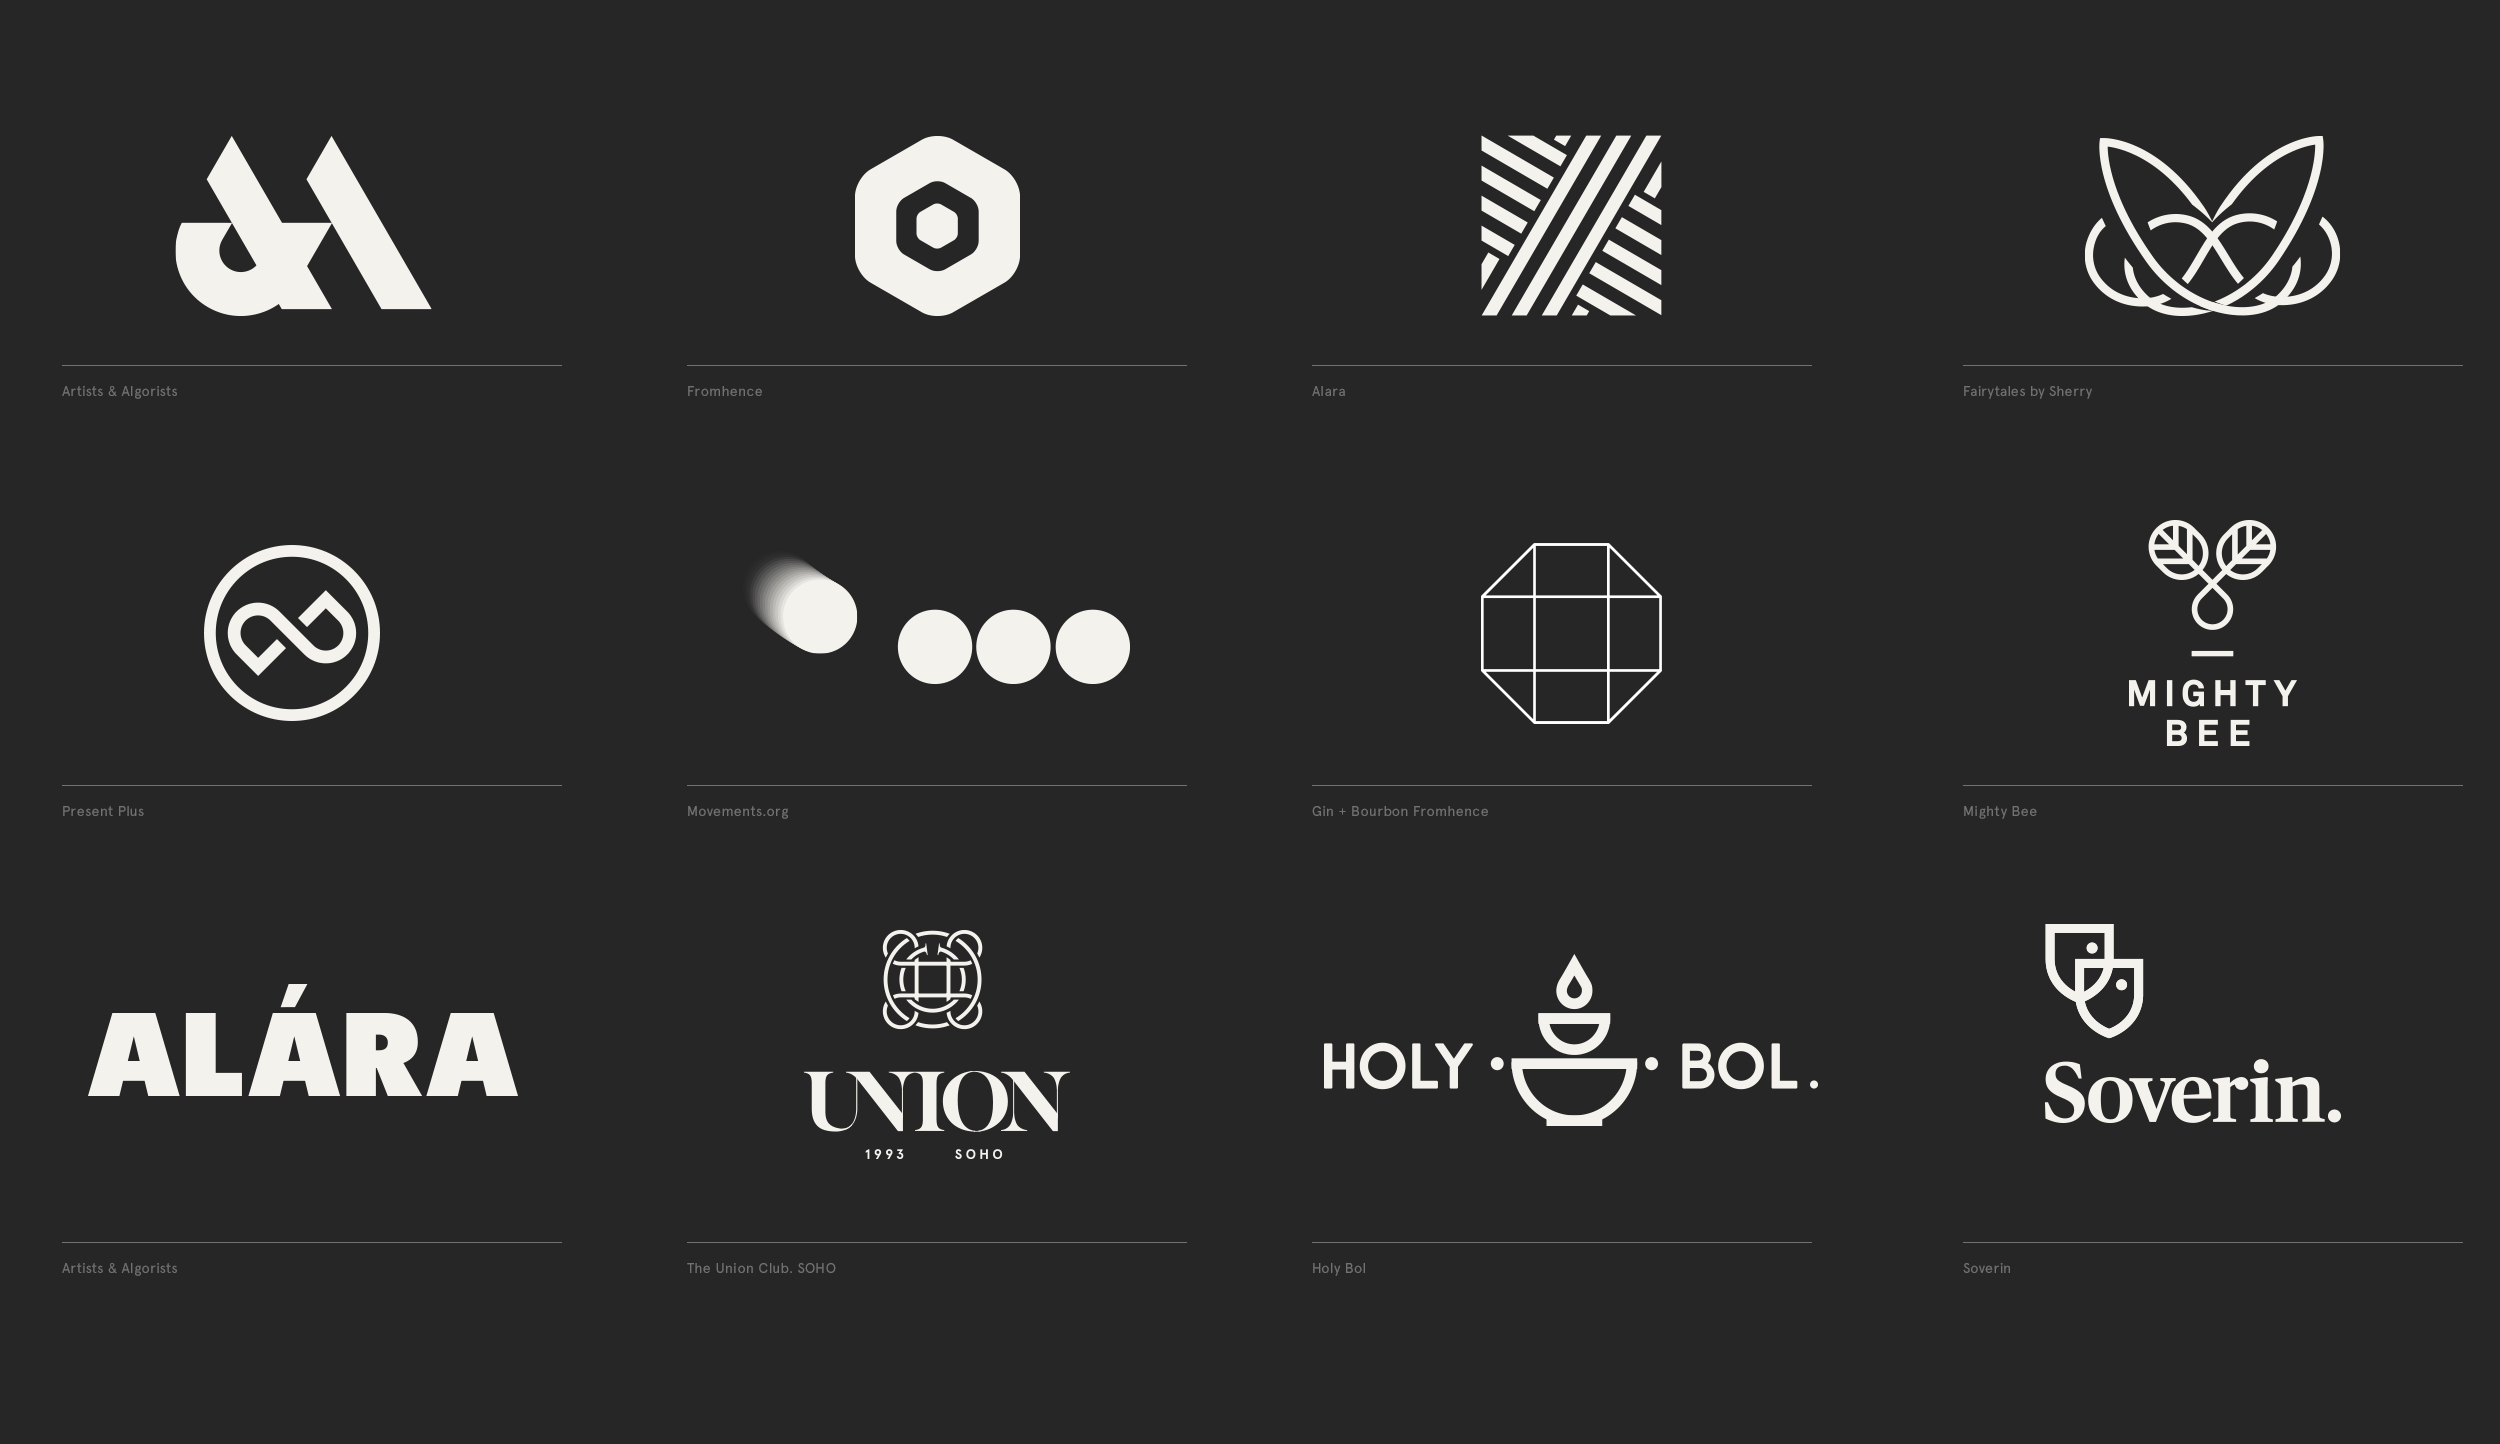 Artists & Algorists
Fromhence
Alara
Fairytales by Sherry
MIGHTY
BEE
Present Plus
Movements.org
Gin + Bourbon Fromhence
Mighty Bee
ALÁRA
UNION
1993 SOHO
HOLY BOL.
Soverin.
Artists & Algorists
The Union Club. SOHO
Holy Bol
Soverin